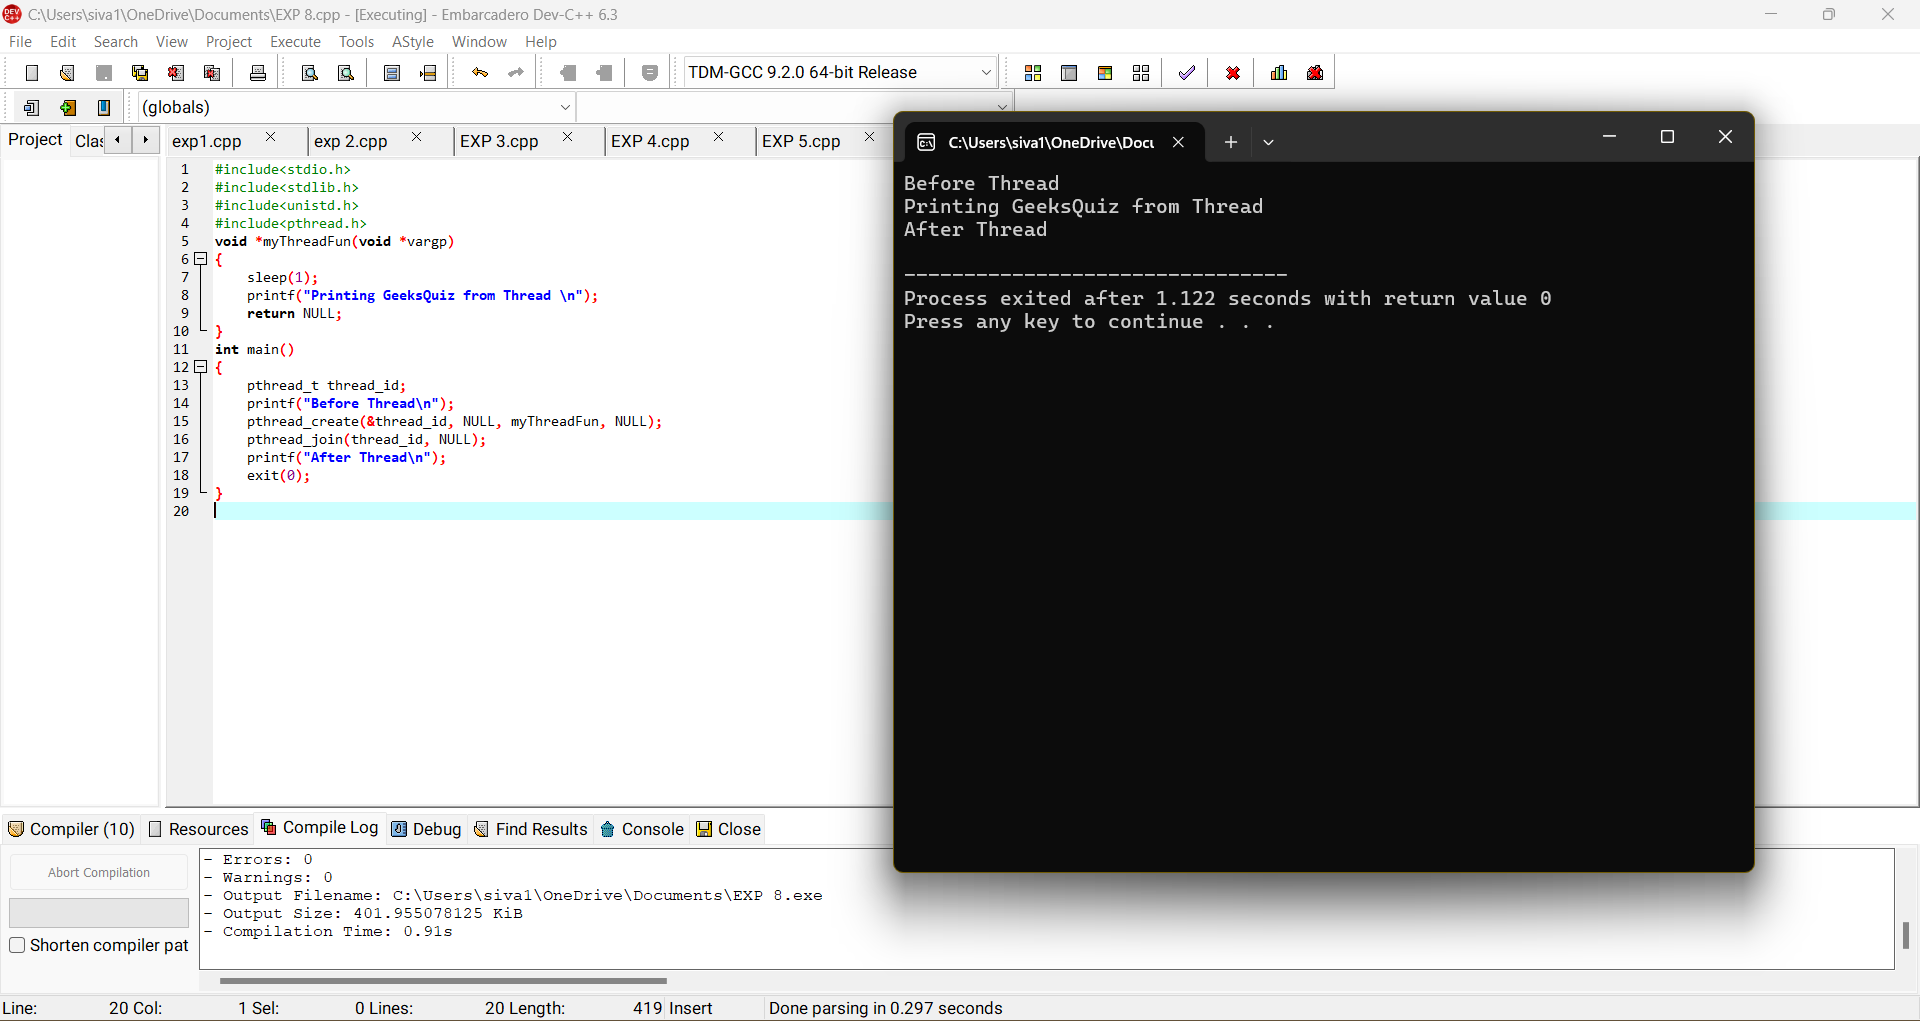 C:\Users\siva1\OneDrive\Documents\EXP 8.cpp - [Executing] - Embarcadero Dev-C++ 6.3
File Edit Search View Project Execute Tools AStyle Window Help
TDM-GCC 9.2.0 64-bit Release
(globals)
Project Clas exp1.cpp exp 2.cpp EXP 3.cpp EXP 4.cpp EXP 5.cpp
1 #include<stdio.h>
2 #include<stdlib.h>
3 #include<unistd.h>
4 #include<pthread.h>
5 void *myThreadFun(void *vargp)
6 {
7 sleep(1);
8 printf("Printing GeeksQuiz from Thread \n");
9 return NULL;
10 }
11 int main()
12 {
13 pthread_t thread_id;
14 printf("Before Thread\n");
15 pthread_create(&thread_id, NULL, myThreadFun, NULL);
16 pthread_join(thread_id, NULL);
17 printf("After Thread\n");
18 exit(0);
19 }
20
C:\Users\siva1\OneDrive\Docu
Before Thread
Printing GeeksQuiz from Thread
After Thread
--------------------------------
Process exited after 1.122 seconds with return value 0
Press any key to continue . . .
Compiler (10) Resources Compile Log Debug Find Results Console Close
Abort Compilation
Shorten compiler pat
- Errors: 0
- Warnings: 0
- Output Filename: C:\Users\siva1\OneDrive\Documents\EXP 8.exe
- Output Size: 401.955078125 KiB
- Compilation Time: 0.91s
Line: 20 Col: 1 Sel: 0 Lines: 20 Length: 419 Insert Done parsing in 0.297 seconds